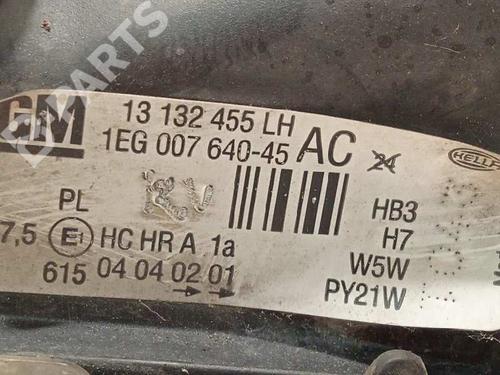 B-PARTS
GM
13 132 455 LH
1EG 007 640-45 AC
24
HELLA
PL
HB3
7,5 E1 HC HR A 1a
H7
615 04 04 02 01
W5W
PY21W